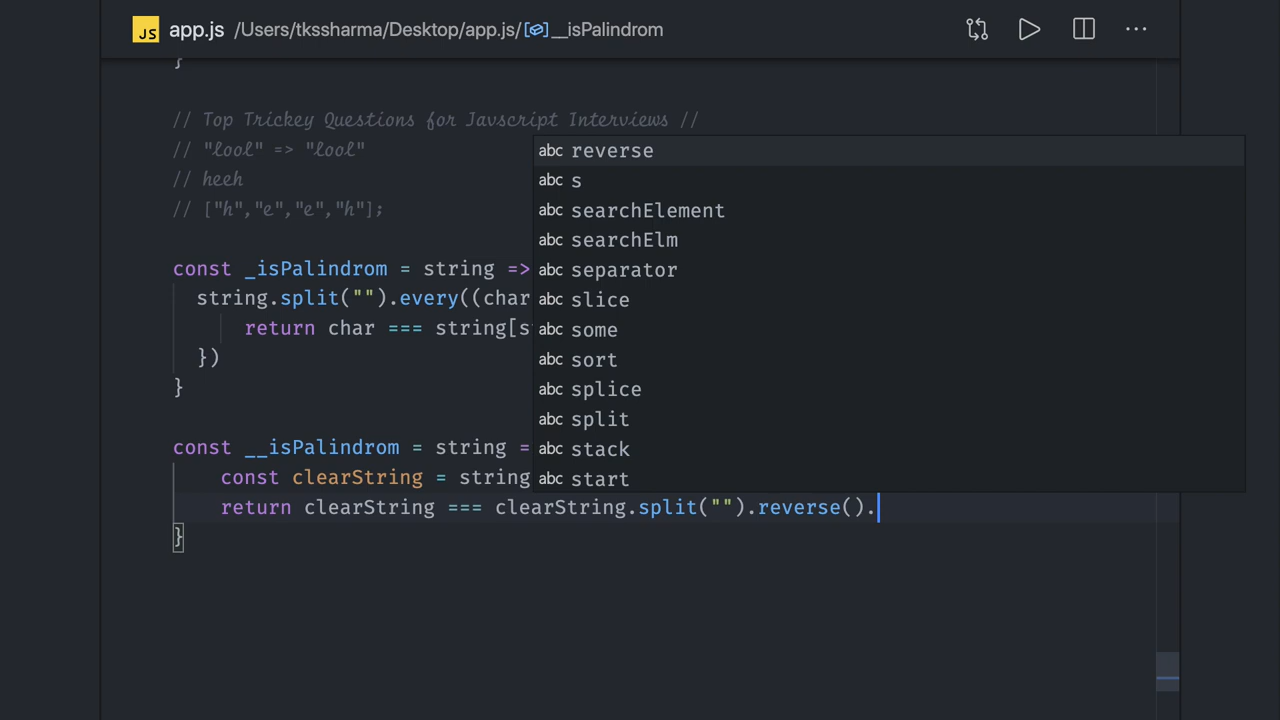 JS app.js /Users/tkssharma/Desktop/app.js/__isPalindrom
}
// Top Trickey Questions for Javscript Interviews //
// "lool" => "lool"
// heeh
// ["h","e","e","h"];
const _isPalindrom = string =>
string.split("").every((char
return char === string[s
})
}
const __isPalindrom = string =
const clearString = string
return clearString === clearString.split("").reverse().
}
abc reverse
abc s
abc searchElement
abc searchElm
abc separator
abc slice
abc some
abc sort
abc splice
abc split
abc stack
abc start